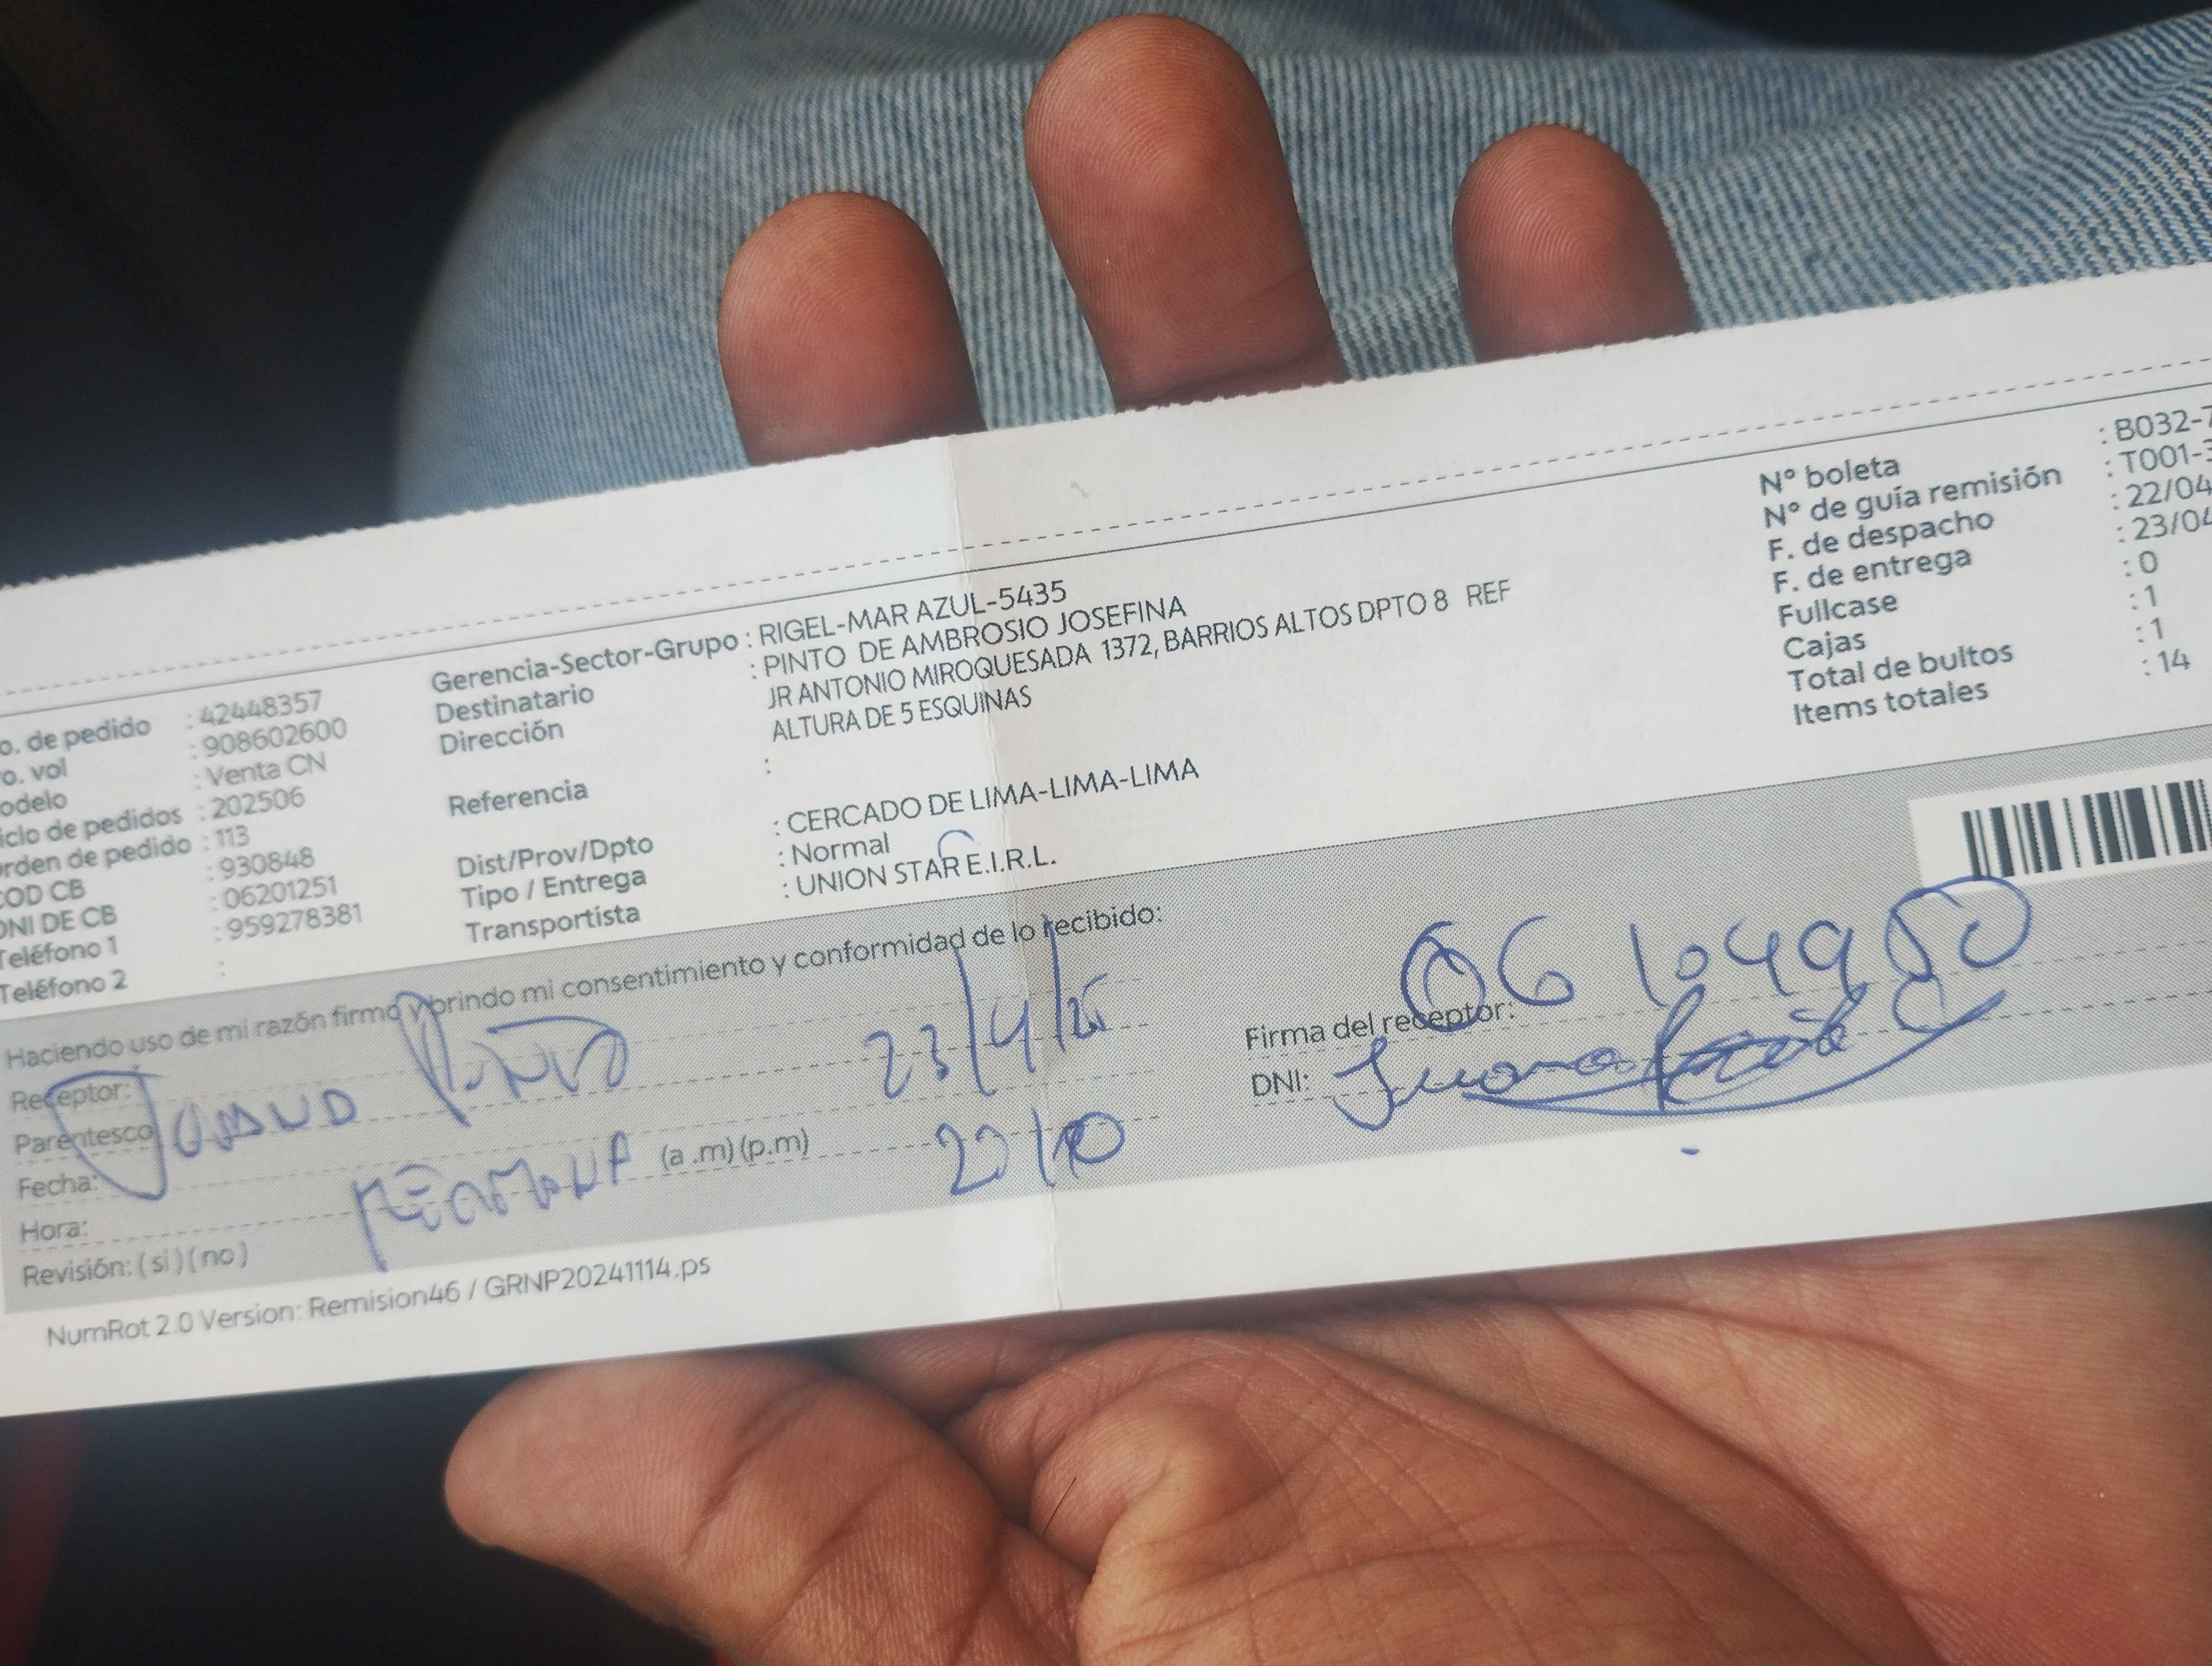 o. de pedido : 42448357
o. vol : 908602600
odelo : Venta CN
iclo de pedidos : 202506
rden de pedido : 113
COD CB : 930848
DNI DE CB : 06201251
Teléfono 1 : 959278381
Teléfono 2 :
Gerencia-Sector-Grupo : RIGEL-MAR AZUL-5435
Destinatario : PINTO DE AMBROSIO JOSEFINA
Dirección JR ANTONIO MIROQUESADA 1372, BARRIOS ALTOS DPTO 8 REF
ALTURA DE 5 ESQUINAS
Referencia :
Dist/Prov/Dpto : CERCADO DE LIMA-LIMA-LIMA
Tipo / Entrega : Normal
Transportista : UNION STAR E.I.R.L.
N° boleta : B032-7
N° de guía remisión : T001-3
F. de despacho : 22/04
F. de entrega : 23/04
Fullcase : 0
Cajas : 1
Total de bultos : 1
Items totales : 14
Haciendo uso de mi razón firmo y brindo mi consentimiento y conformidad de lo recibido:
Receptor:
Parentesco
Fecha: 23/4/25
Hora: (a.m)(p.m)
Revisión: (si)(no)
Firma del receptor:
DNI:
NumRot 2.0 Version: Remision46 / GRNP20241114.ps